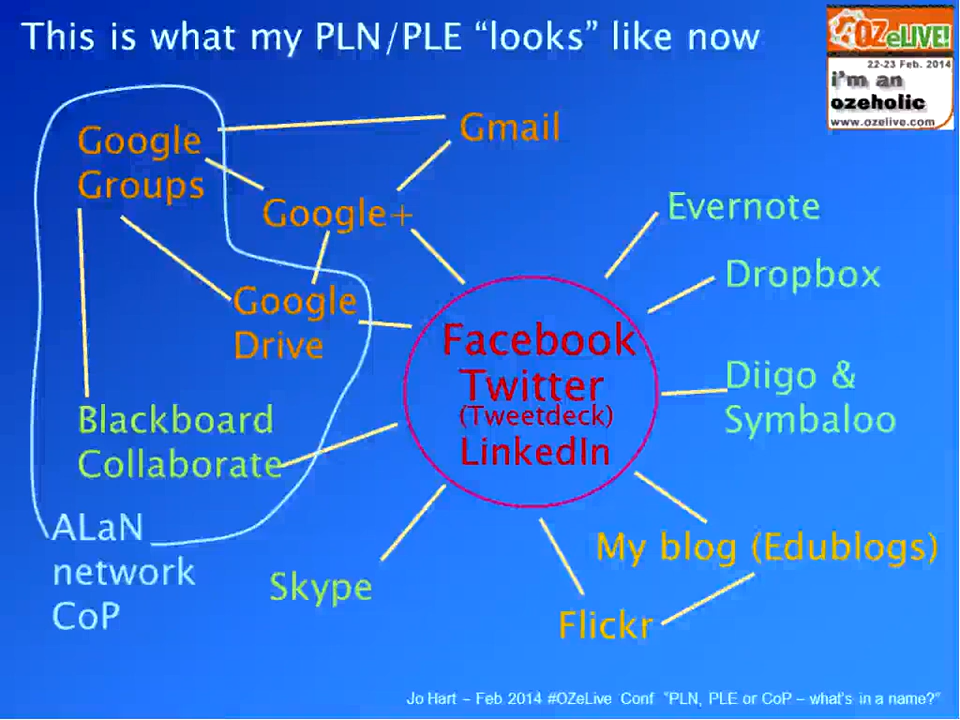 This is what my PLN/PLE “looks” like now
OZeLIVE!
22-23 Feb. 2014
i'm an
ozeholic
www.ozelive.com
Google
Groups
Gmail
Google+
Evernote
Google
Drive
Dropbox
Facebook
Twitter
(Tweetdeck)
LinkedIn
Diigo &
Symbaloo
Blackboard
Collaborate
ALaN
network
CoP
Skype
My blog (Edublogs)
Flickr
Jo Hart – Feb 2014 #OZeLive Conf “PLN, PLE or CoP – what's in a name?”